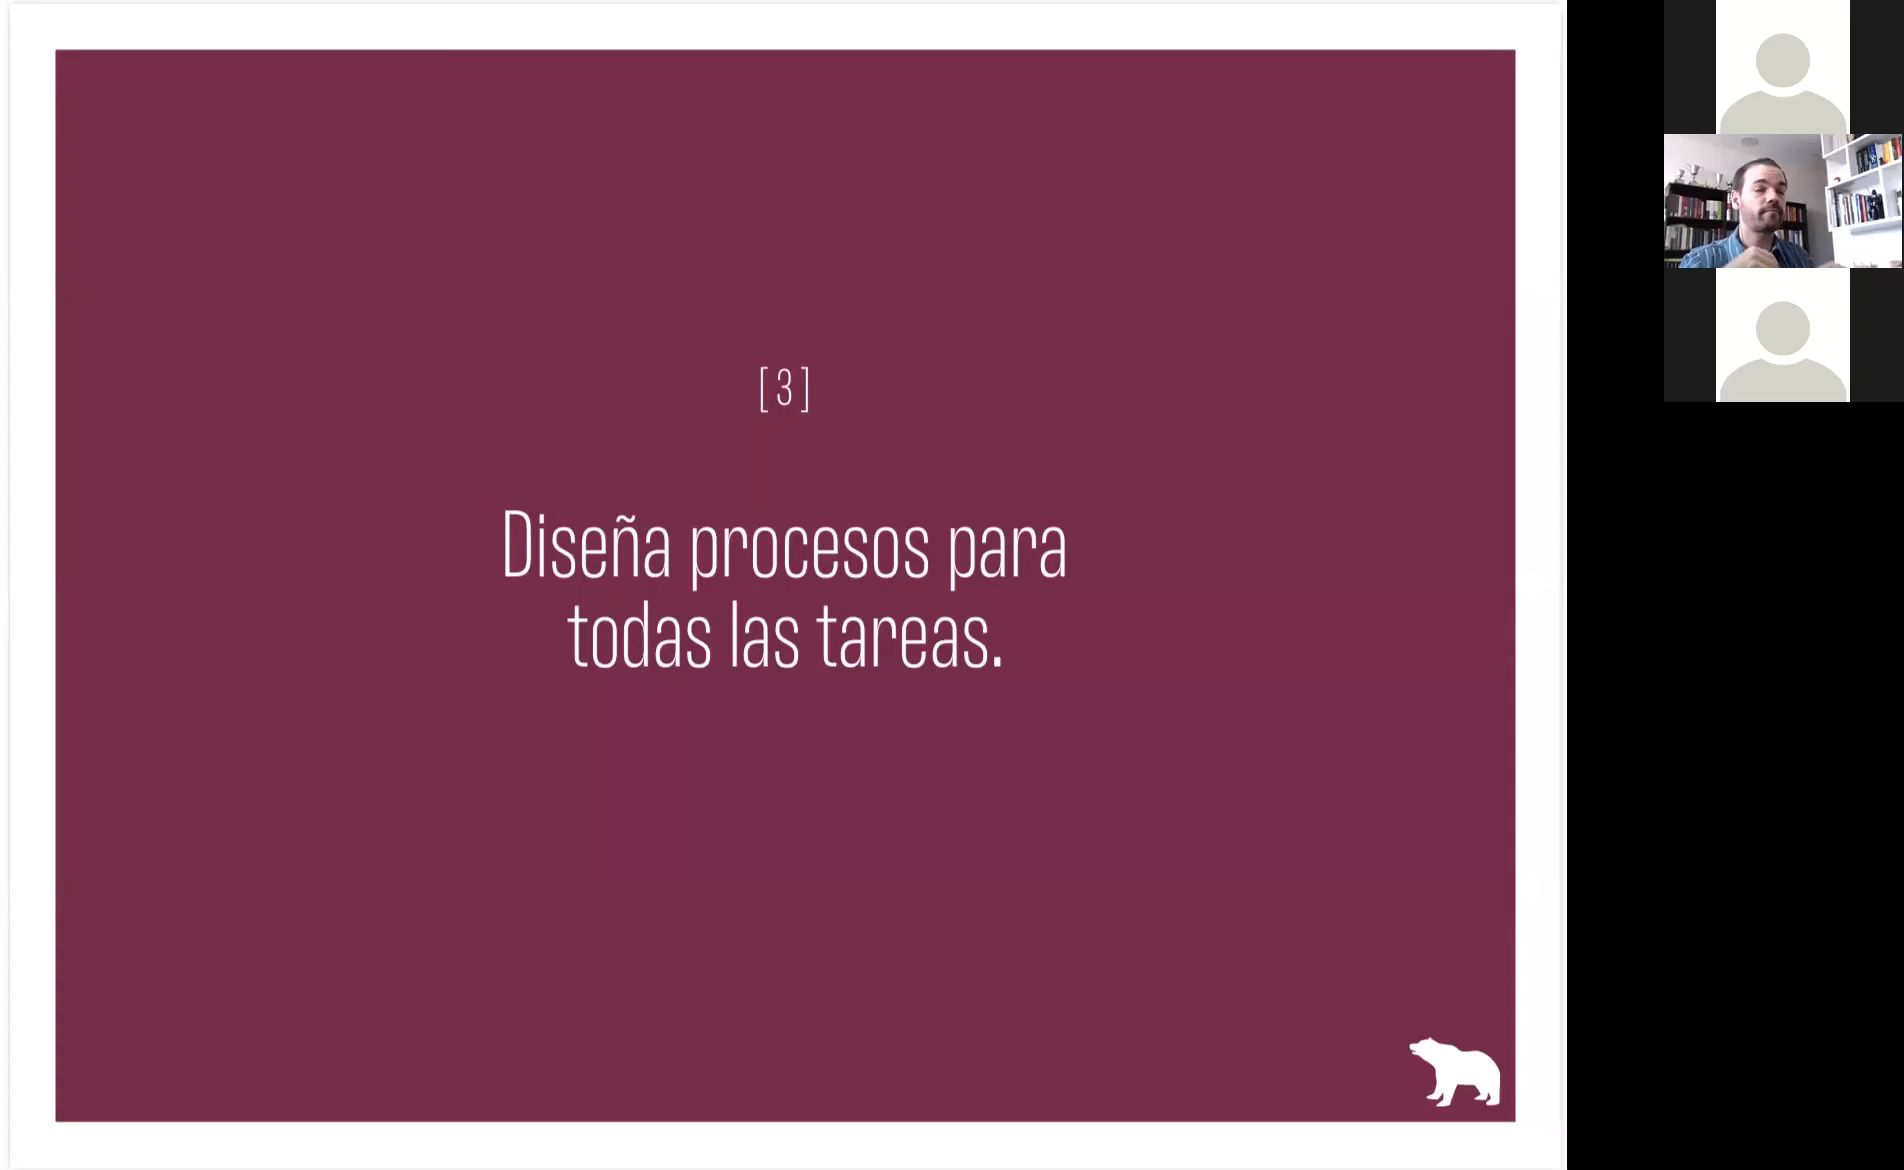 [ 3 ]
Diseña procesos para
todas las tareas.